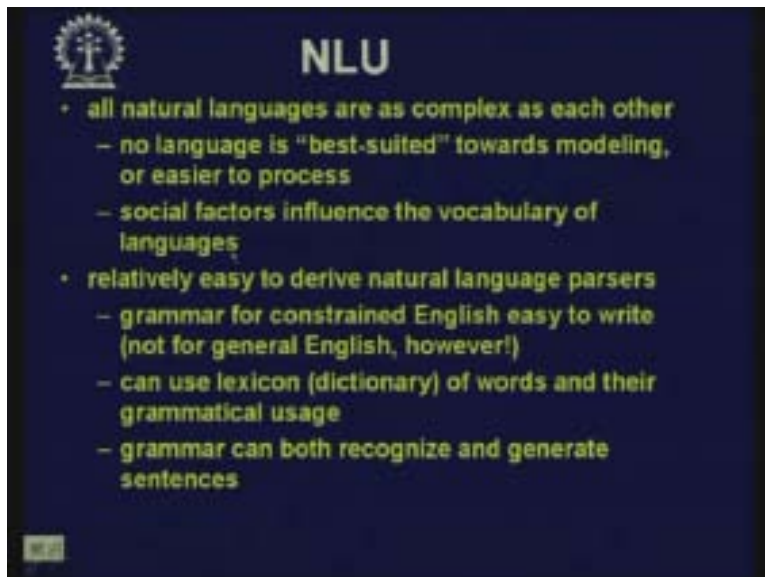 NLU
• all natural languages are as complex as each other
– no language is "best-suited" towards modeling,
or easier to process
– social factors influence the vocabulary of
languages
• relatively easy to derive natural language parsers
– grammar for constrained English easy to write
(not for general English, however!)
– can use lexicon (dictionary) of words and their
grammatical usage
– grammar can both recognize and generate
sentences